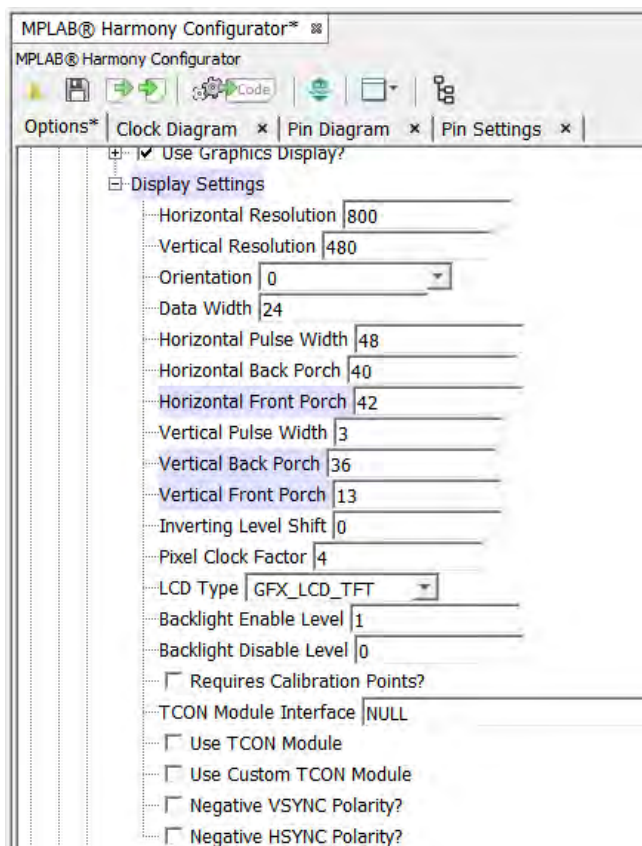 MPLAB® Harmony Configurator*
MPLAB® Harmony Configurator
Code
Options* Clock Diagram × Pin Diagram × Pin Settings ×
Use Graphics Display?
Display Settings
Horizontal Resolution 800
Vertical Resolution 480
Orientation 0
Data Width 24
Horizontal Pulse Width 48
Horizontal Back Porch 40
Horizontal Front Porch 42
Vertical Pulse Width 3
Vertical Back Porch 36
Vertical Front Porch 13
Inverting Level Shift 0
Pixel Clock Factor 4
LCD Type GFX_LCD_TFT
Backlight Enable Level 1
Backlight Disable Level 0
Requires Calibration Points?
TCON Module Interface NULL
Use TCON Module
Use Custom TCON Module
Negative VSYNC Polarity?
Negative HSYNC Polarity?